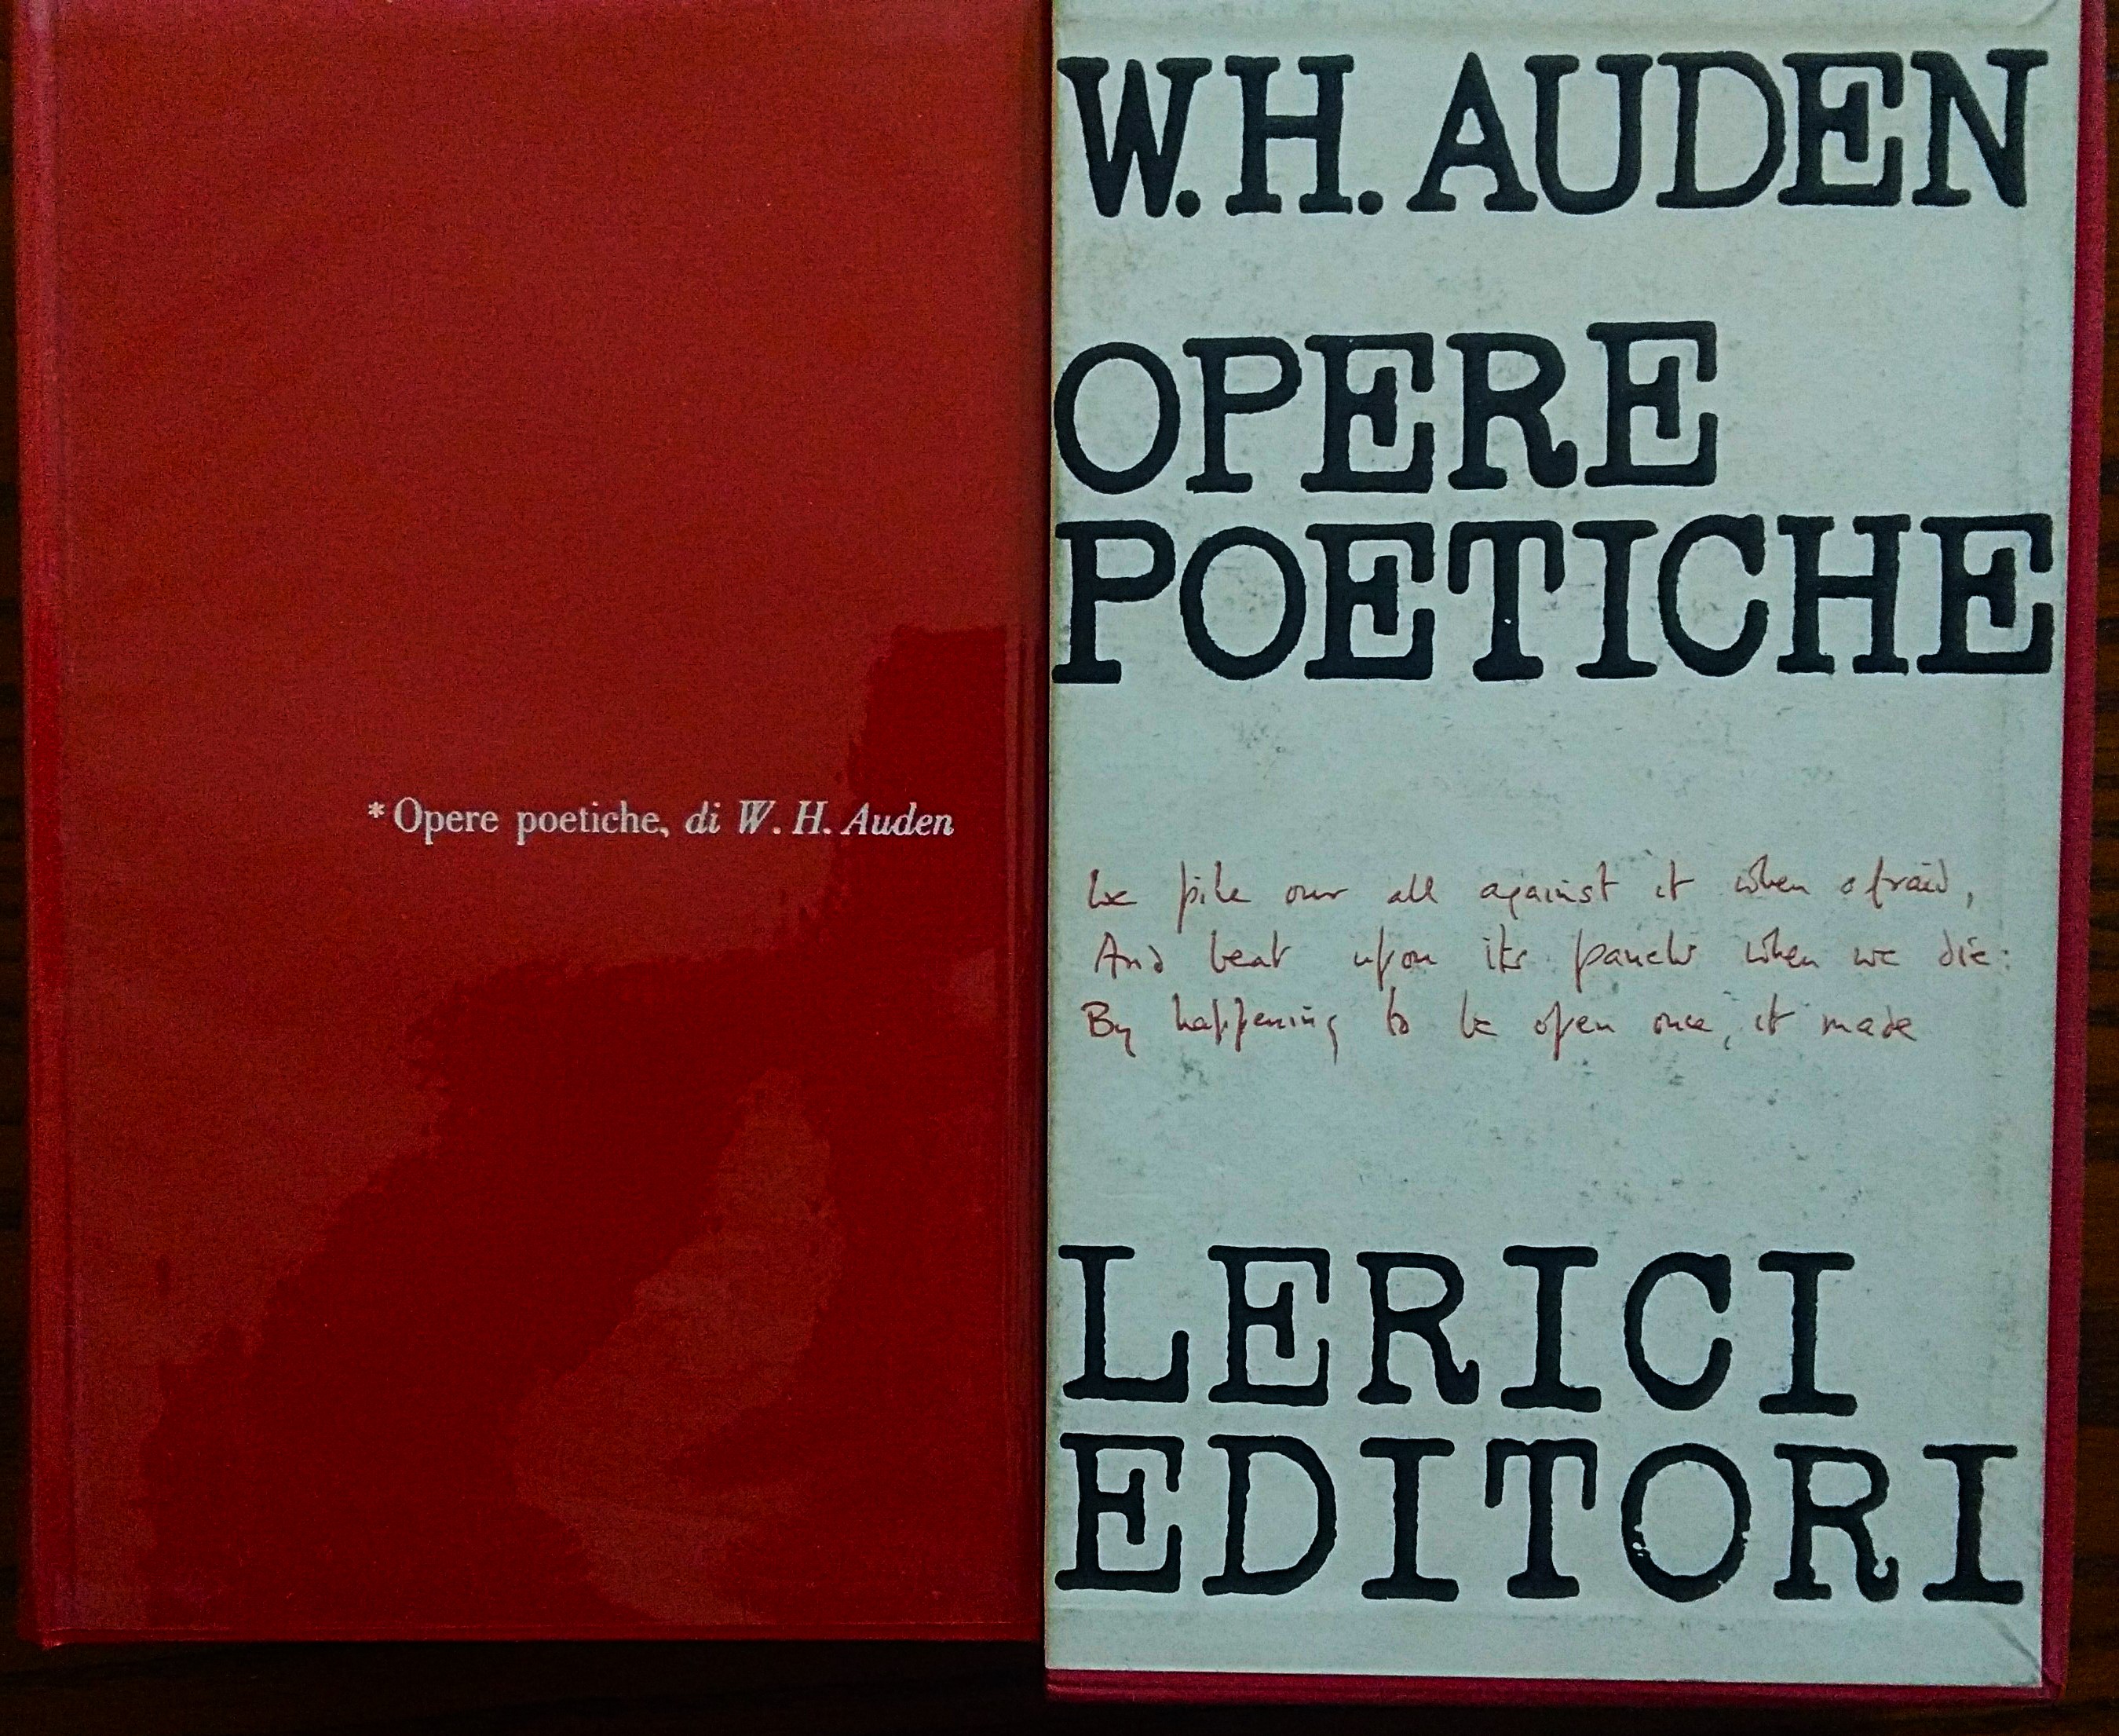 *Opere poetiche, di W. H. Auden
W.H. AUDEN
OPERE
POETICHE
We pile our all against it when afraid,
And beat upon its panels when we die:
By happening to be open once, it made
LERICI
EDITORI